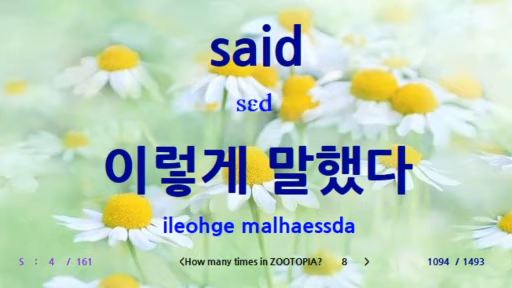 said
sɛd
이렇게 말했다
ileohge malhaessda
S : 4 / 161 <How many times in ZOOTOPIA? 8 > 1094 / 1493